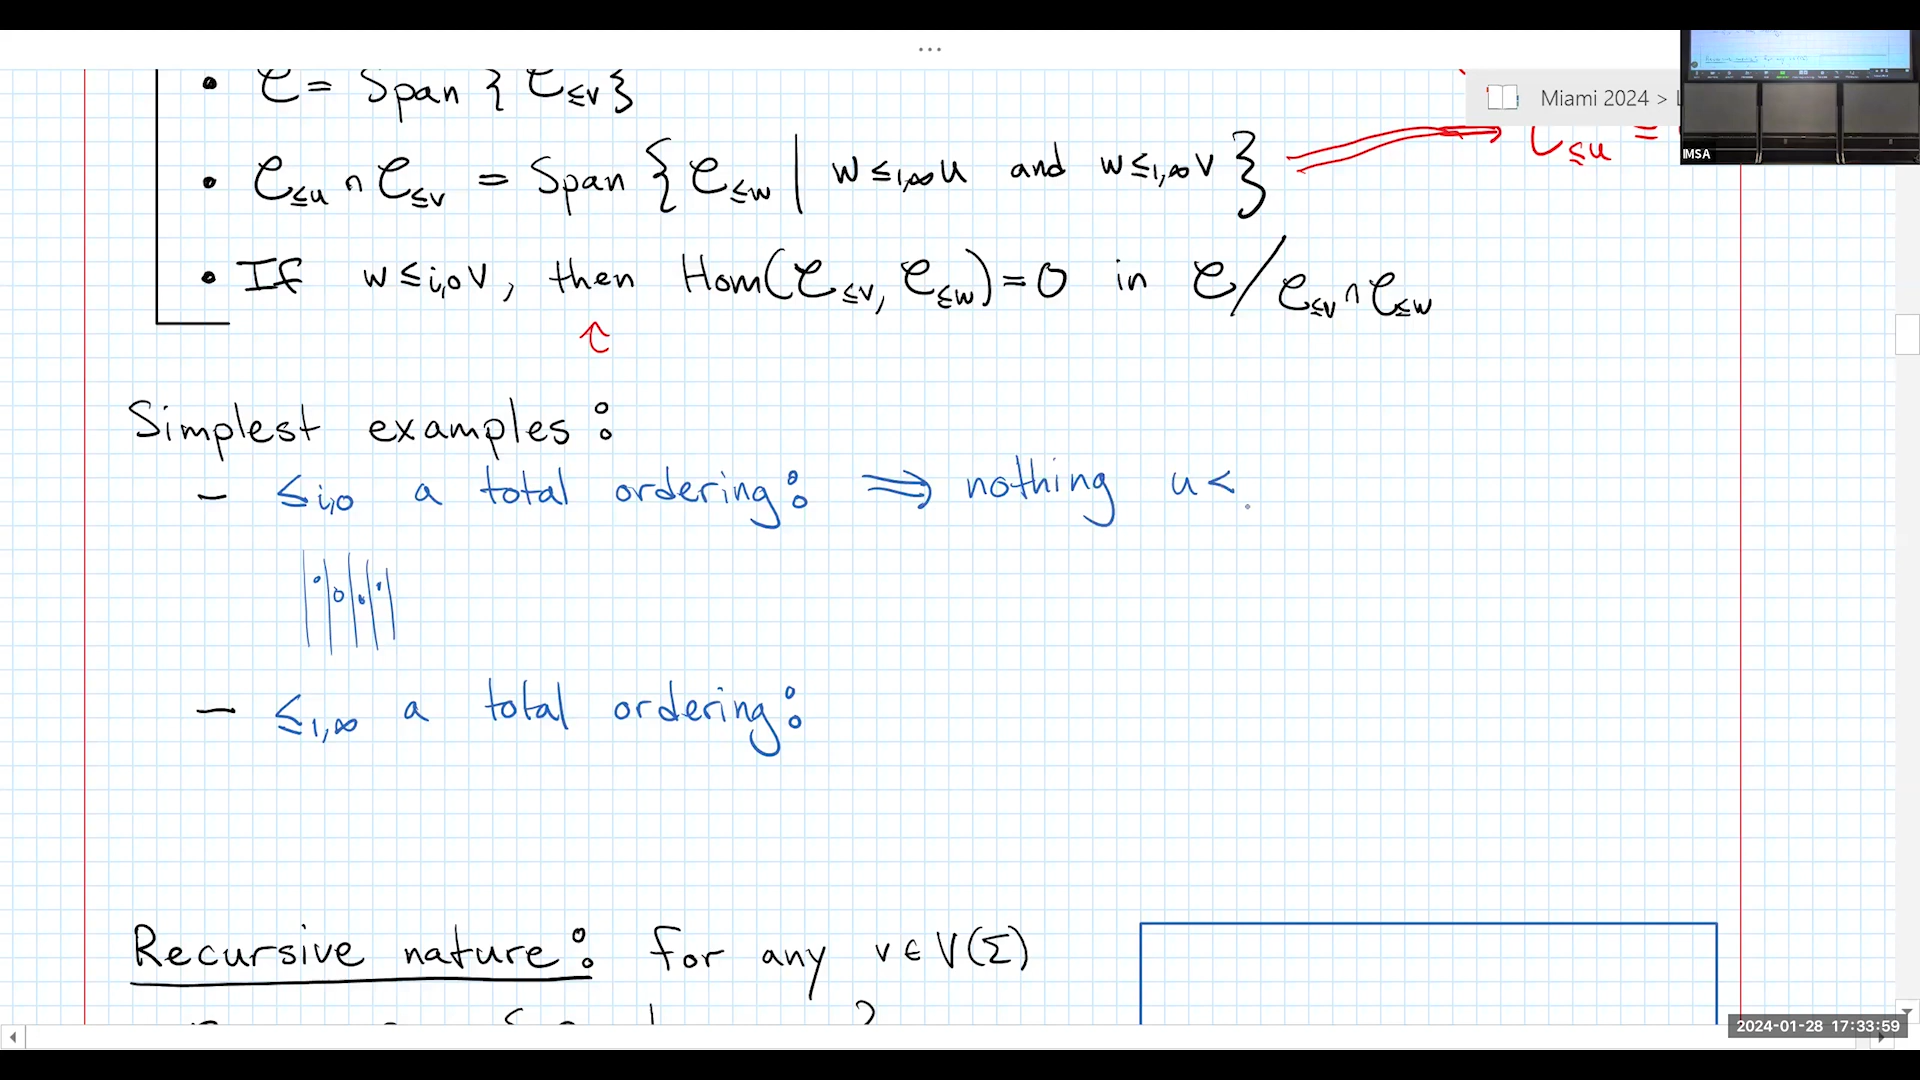 • 𝒞 = Span { 𝒞≤v }
Miami 2024 > L
IMSA
• 𝒞≤u ∩ 𝒞≤v = Span { 𝒞≤w | w ≤1,∞ u and w ≤1,∞ v } ⟹ 𝒞≤u =
• If w ≤i,0 v, then Hom(𝒞≤v, 𝒞≤w) = 0 in 𝒞/𝒞≤v ∩ 𝒞≤w
Simplest examples:
– ≤i,0 a total ordering: ⟹ nothing u <
– ≤1,∞ a total ordering:
Recursive nature: for any v ∈ V(Σ)
2024-01-28 17:33:59